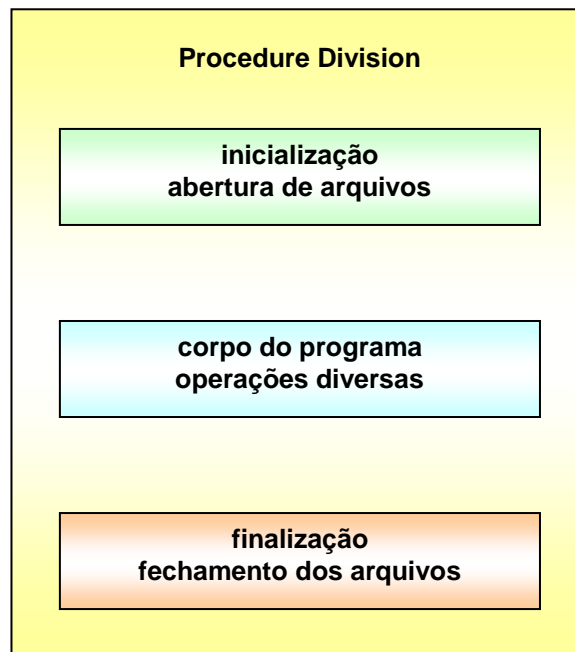 Procedure Division
inicialização
abertura de arquivos
corpo do programa
operações diversas
finalização
fechamento dos arquivos